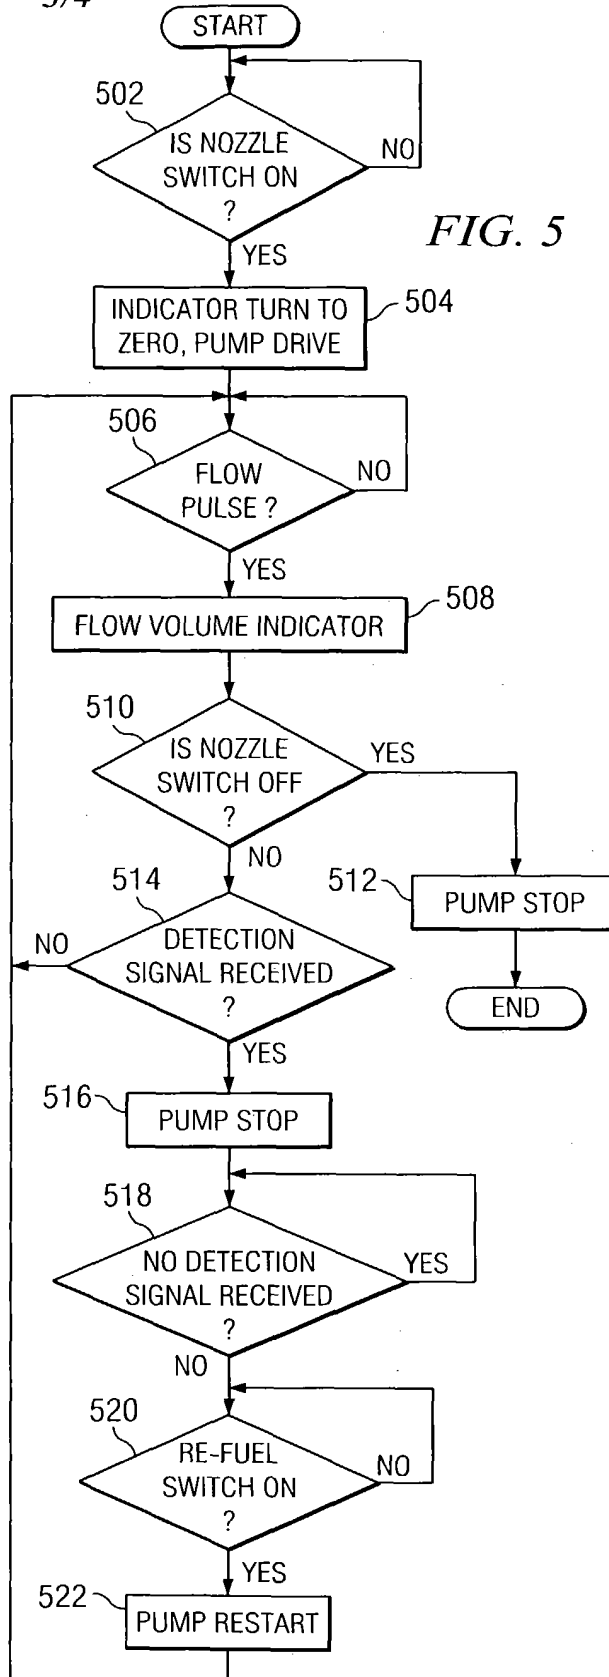 3/4
START
502
IS NOZZLE
SWITCH ON
?
NO
FIG. 5
YES
INDICATOR TURN TO
ZERO, PUMP DRIVE
504
506
FLOW
PULSE ?
NO
YES
FLOW VOLUME INDICATOR
508
510
IS NOZZLE
SWITCH OFF
?
YES
NO
512
PUMP STOP
END
514
DETECTION
SIGNAL RECEIVED
?
NO
YES
516
PUMP STOP
518
NO DETECTION
SIGNAL RECEIVED
?
YES
NO
520
RE-FUEL
SWITCH ON
?
NO
YES
522
PUMP RESTART